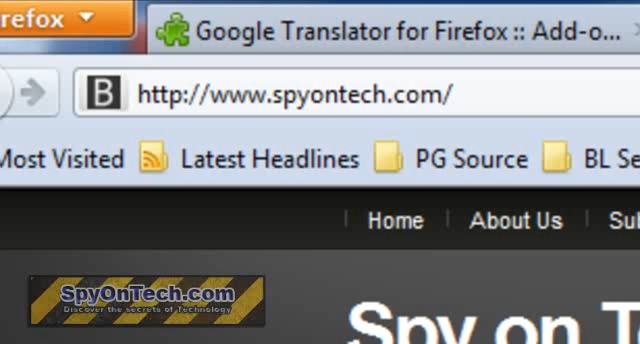 refox
Google Translator for Firefox :: Add-o...
B http://www.spyontech.com/
Most Visited Latest Headlines PG Source BL Se
Home About Us Sub
SpyOnTech.com
Discover the secrets of Technology
Spy on Te